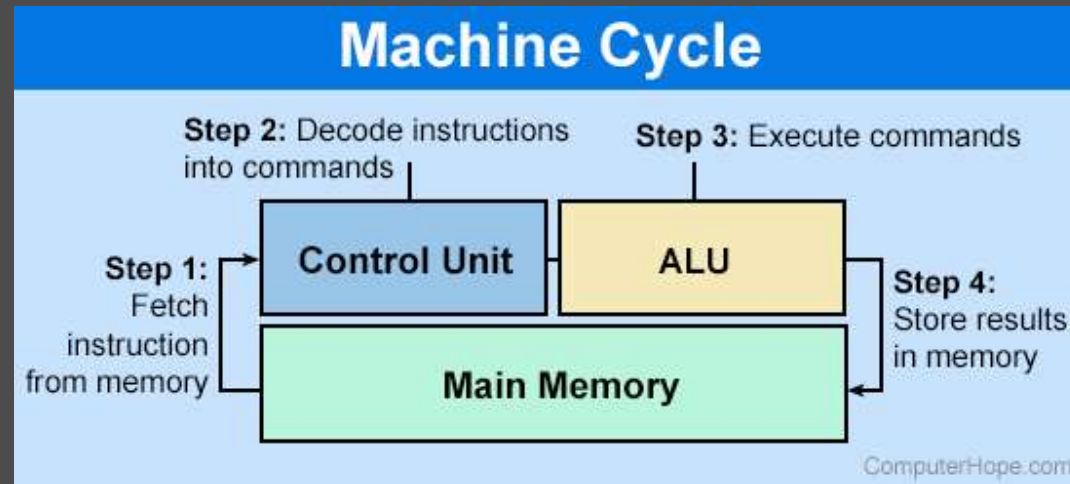 Machine Cycle
Step 2: Decode instructions
into commands
Step 3: Execute commands
Control Unit
ALU
Step 1:
Fetch
instruction
from memory
Step 4:
Store results
in memory
Main Memory
ComputerHope.com